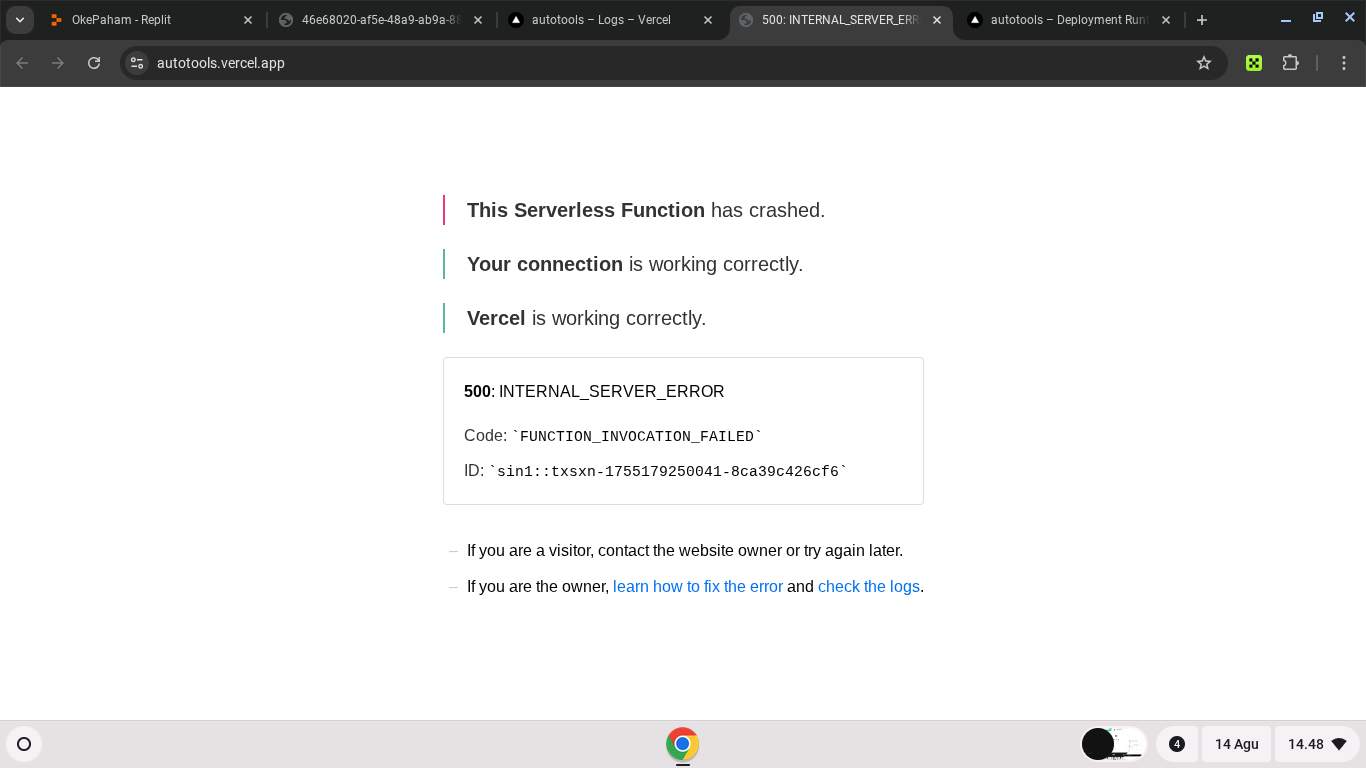 OkePaham - Replit
46e68020-af5e-48a9-ab9a-88
autotools – Logs – Vercel
500: INTERNAL_SERVER_ERR
autotools – Deployment Runt
autotools.vercel.app
This Serverless Function has crashed.
Your connection is working correctly.
Vercel is working correctly.
500: INTERNAL_SERVER_ERROR
Code: `FUNCTION_INVOCATION_FAILED`
ID: `sin1::txsxn-1755179250041-8ca39c426cf6`
– If you are a visitor, contact the website owner or try again later.
– If you are the owner, learn how to fix the error and check the logs.
4
14 Agu
14.48